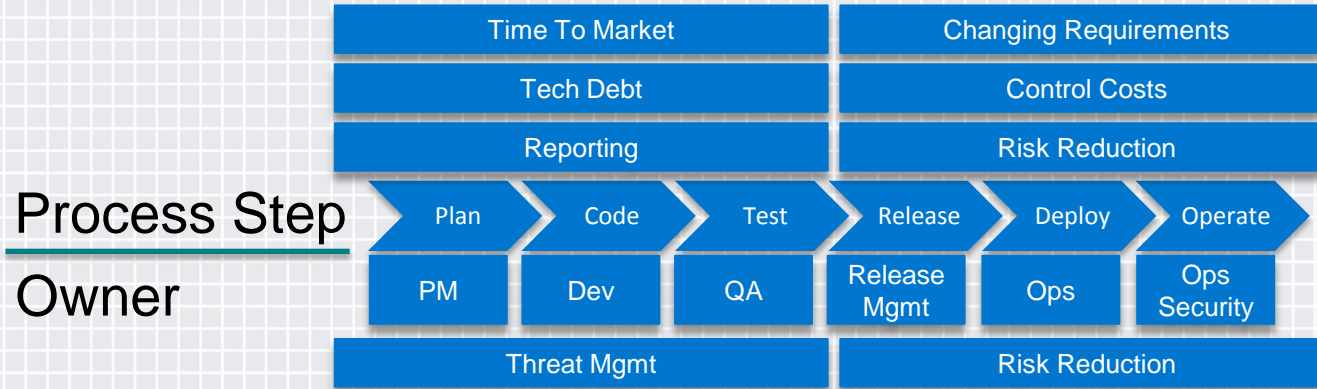 Time To Market
Changing Requirements
Tech Debt
Control Costs
Reporting
Risk Reduction
Process Step
Plan
Code
Test
Release
Deploy
Operate
Owner
PM
Dev
QA
Release
Mgmt
Ops
Ops
Security
Threat Mgmt
Risk Reduction